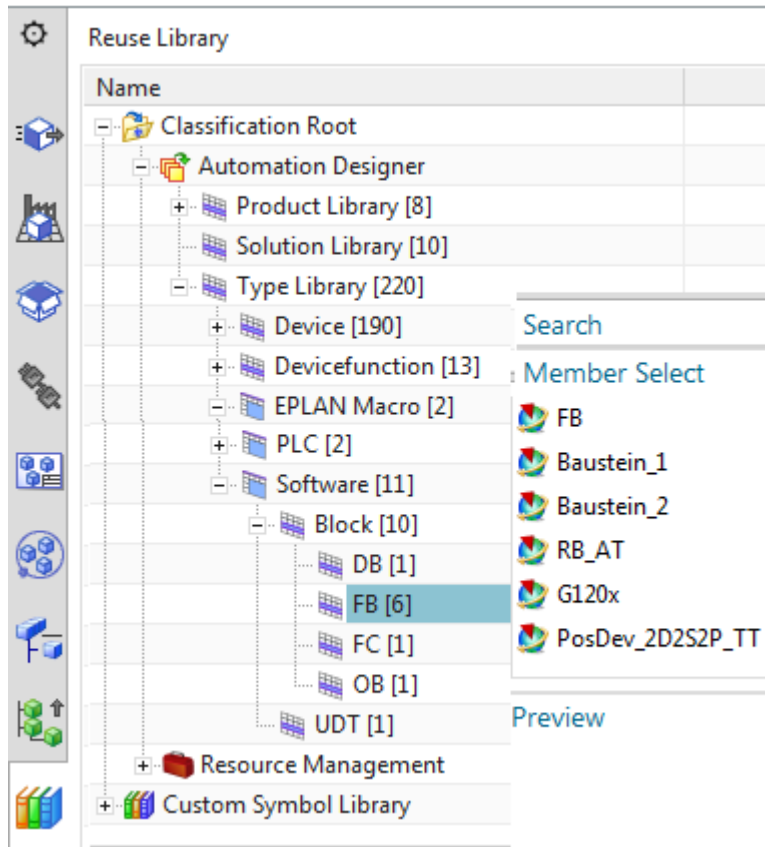 Reuse Library
Name
Classification Root
Automation Designer
Product Library [8]
Solution Library [10]
Type Library [220]
Device [190]
Devicefunction [13]
EPLAN Macro [2]
PLC [2]
Software [11]
Block [10]
DB [1]
FB [6]
FC [1]
OB [1]
UDT [1]
Resource Management
Custom Symbol Library
Search
Member Select
FB
Baustein_1
Baustein_2
RB_AT
G120x
PosDev_2D2S2P_TT
Preview